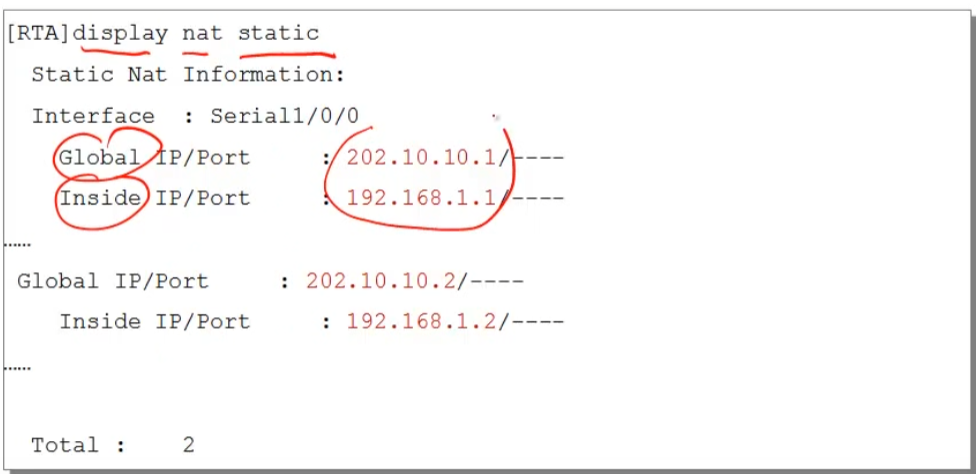 [RTA]display nat static
Static Nat Information:
Interface : Serial1/0/0
Global IP/Port : 202.10.10.1/----
Inside IP/Port : 192.168.1.1/----
……
Global IP/Port : 202.10.10.2/----
Inside IP/Port : 192.168.1.2/----
……
Total : 2